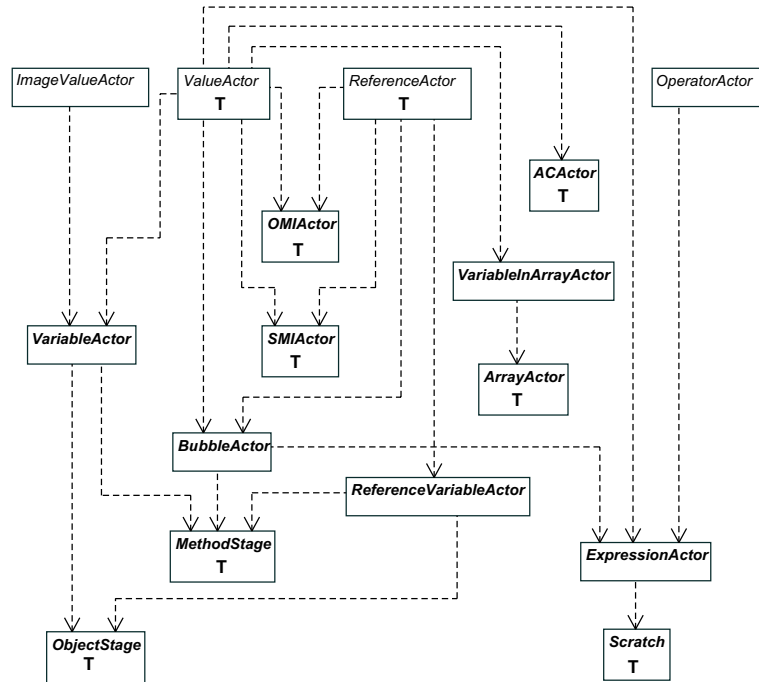 ImageValueActor
ValueActor
T
ReferenceActor
T
OperatorActor
ACActor
T
OMIActor
T
VariableInArrayActor
VariableActor
SMIActor
T
ArrayActor
T
BubbleActor
ReferenceVariableActor
MethodStage
T
ExpressionActor
ObjectStage
T
Scratch
T